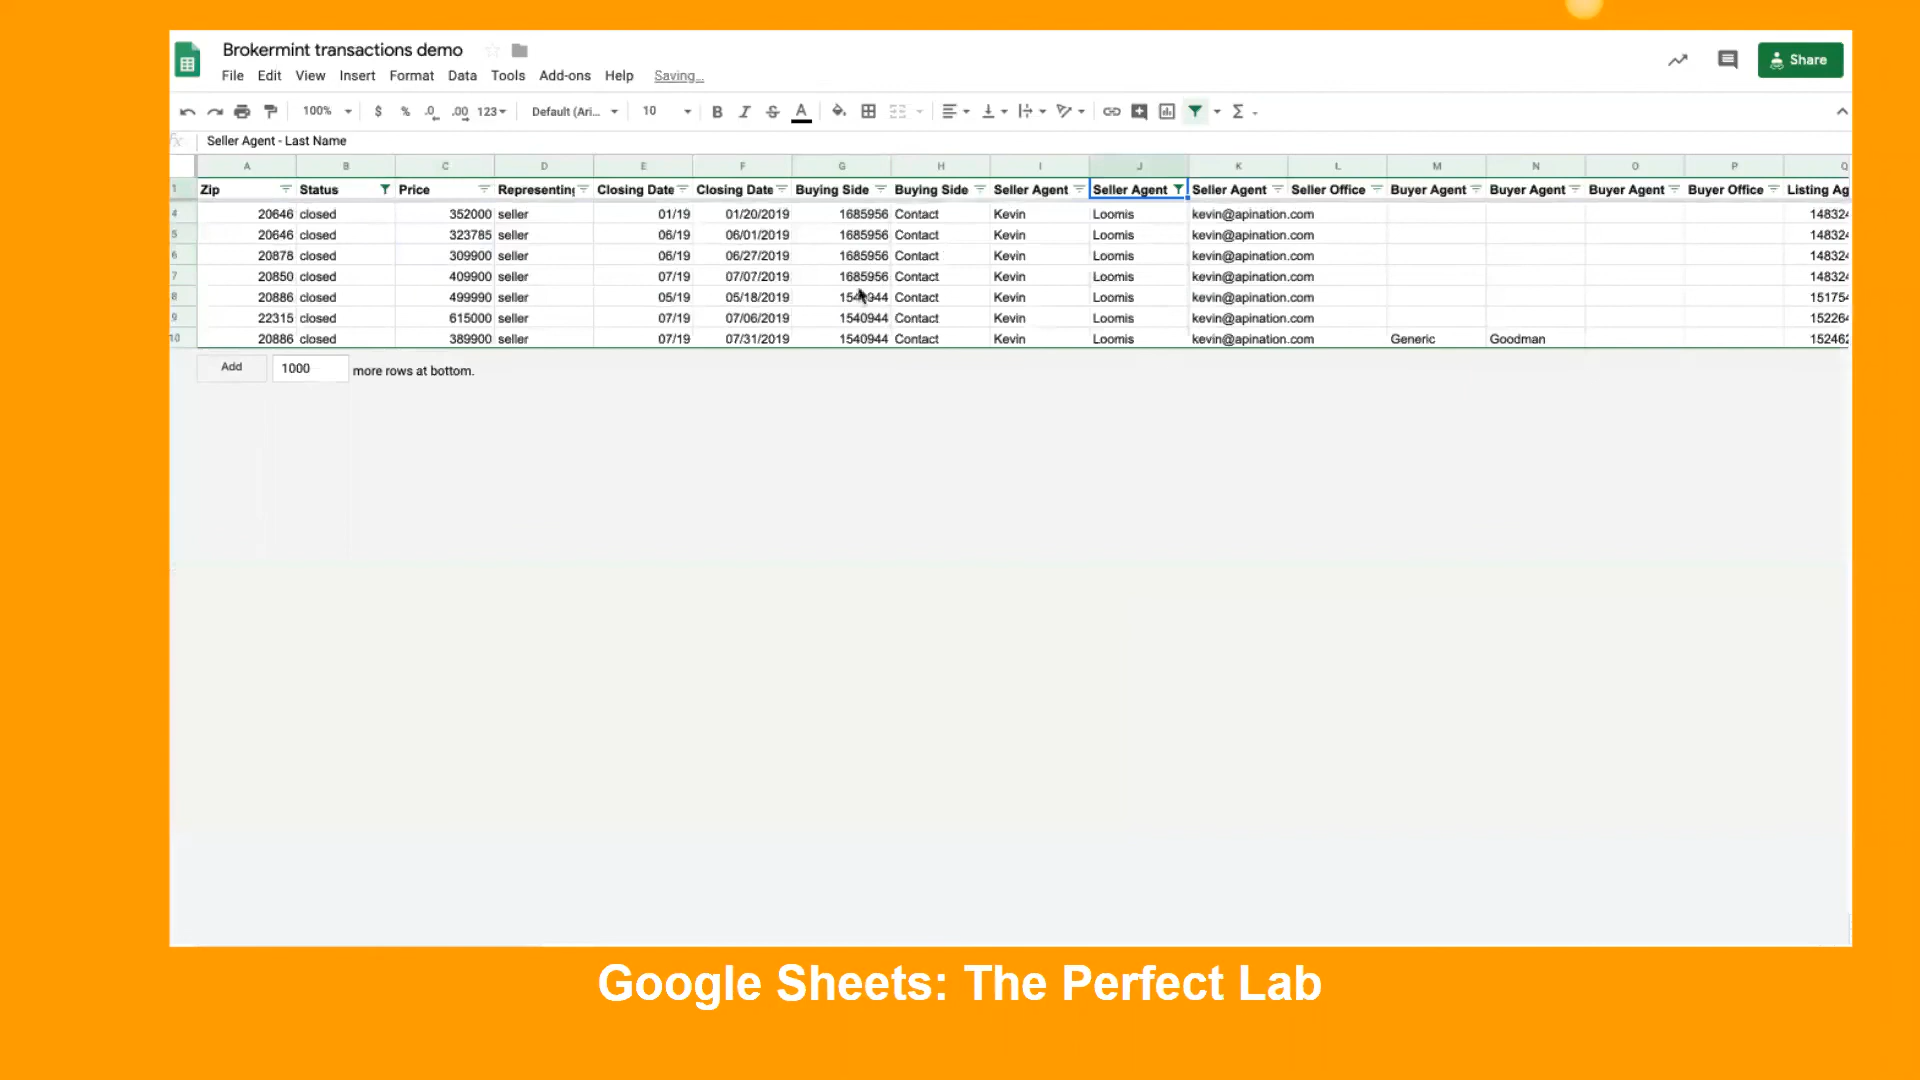 Brokermint transactions demo
File Edit View Insert Format Data Tools Add-ons Help Saving...
Share
100% $ % .0 .00 123 Default (Ari... 10 B I S A Σ
fx Seller Agent - Last Name
A B C D E F G H I J K L M N O P Q
1 Zip Status Price Representing Closing Date Closing Date Buying Side Buying Side Seller Agent Seller Agent Seller Agent Seller Office Buyer Agent Buyer Agent Buyer Agent Buyer Office Listing Ag
4 20646 closed 352000 seller 01/19 01/20/2019 1685956 Contact Kevin Loomis kevin@apination.com 14832
5 20646 closed 323785 seller 06/19 06/01/2019 1685956 Contact Kevin Loomis kevin@apination.com 14832
6 20878 closed 309900 seller 06/19 06/27/2019 1685956 Contact Kevin Loomis kevin@apination.com 14832
7 20850 closed 409900 seller 07/19 07/07/2019 1685956 Contact Kevin Loomis kevin@apination.com 14832
8 20886 closed 499990 seller 05/19 05/18/2019 1540944 Contact Kevin Loomis kevin@apination.com 15175
9 22315 closed 615000 seller 07/19 07/06/2019 1540944 Contact Kevin Loomis kevin@apination.com 15226
10 20886 closed 389900 seller 07/19 07/31/2019 1540944 Contact Kevin Loomis kevin@apination.com Generic Goodman 15246
Add 1000 more rows at bottom.
Google Sheets: The Perfect Lab